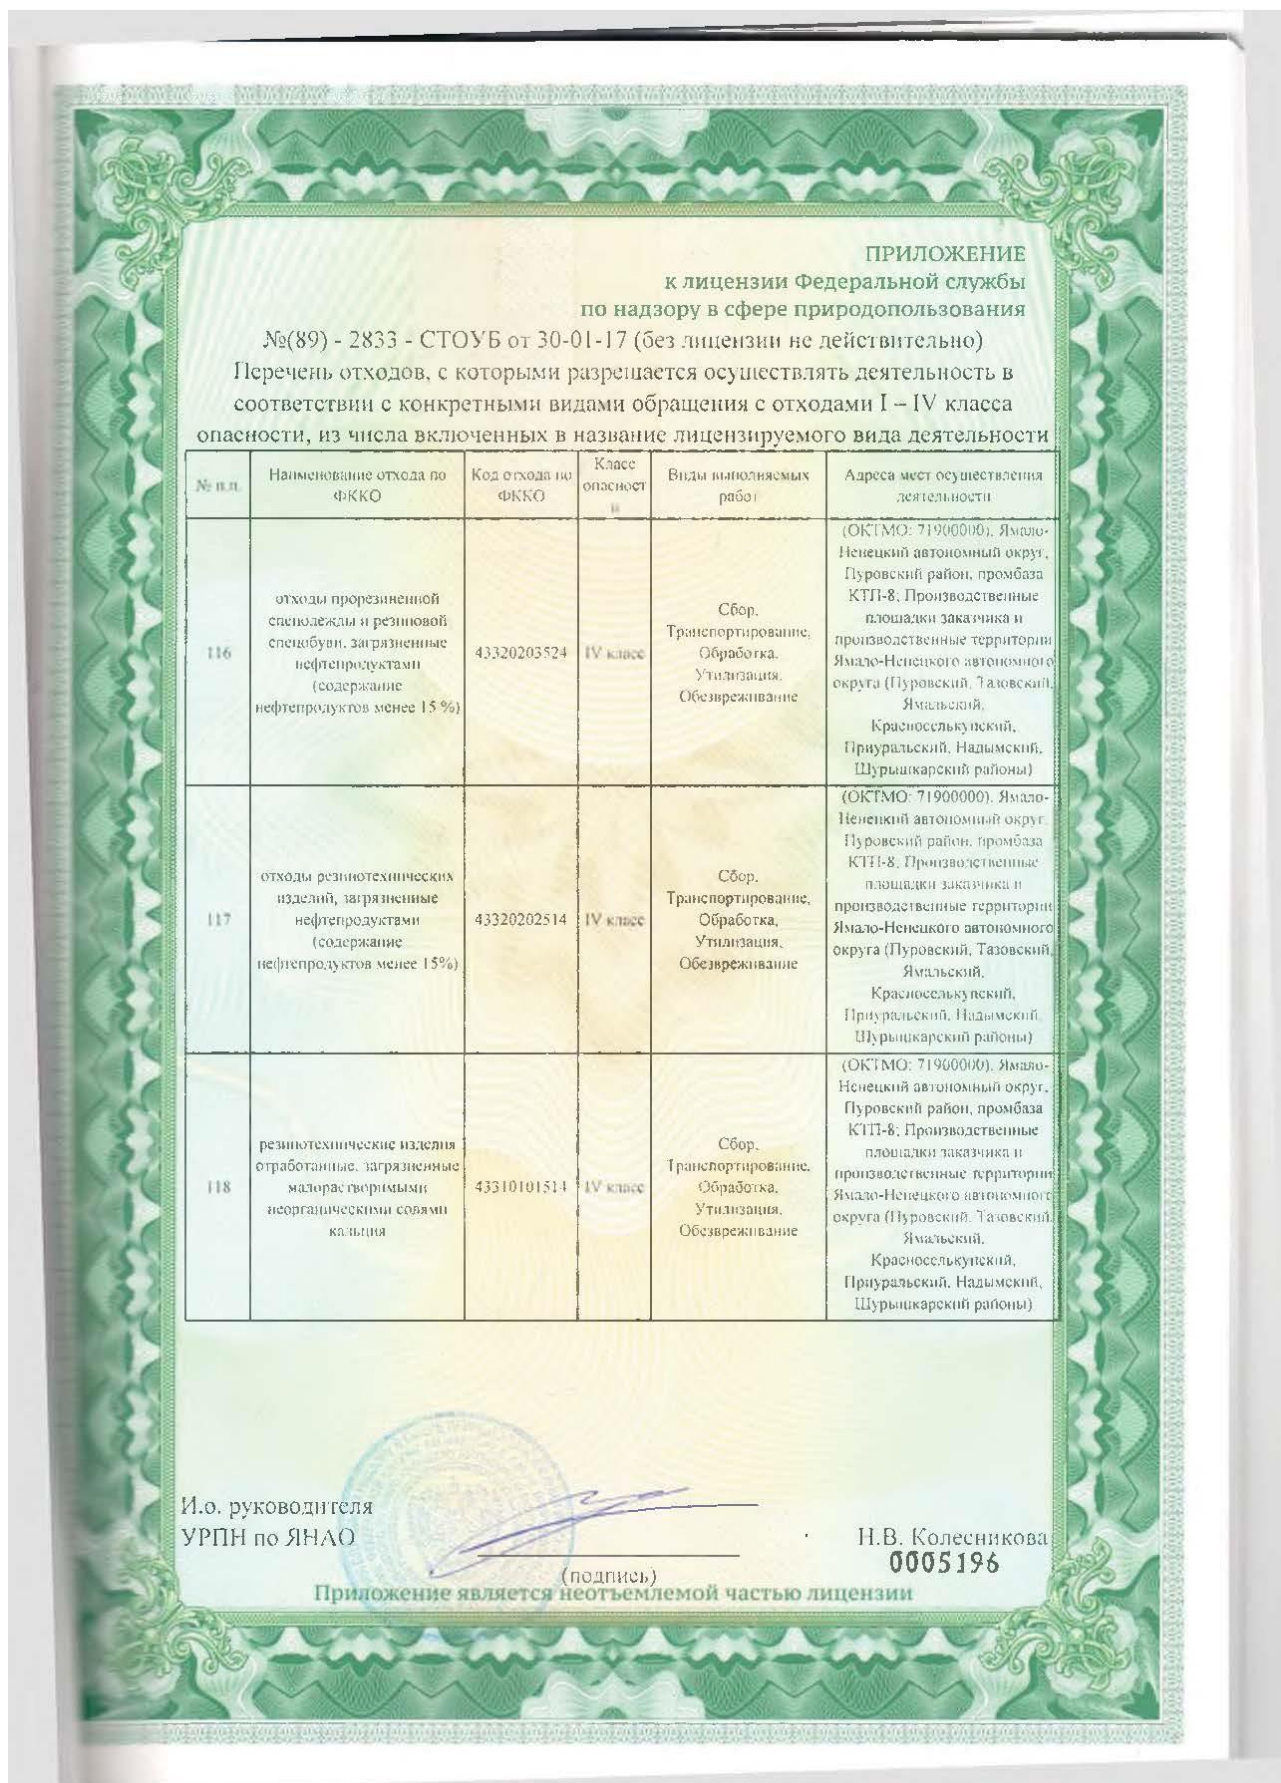 ПРИЛОЖЕНИЕ
к лицензии Федеральной службы
по надзору в сфере природопользования
№(89) - 2833 - СТОУБ от 30-01-17 (без лицензии не действительно)
Перечень отходов, с которыми разрешается осуществлять деятельность в
соответствии с конкретными видами обращения с отходами I – IV класса
опасности, из числа включенных в название лицензируемого вида деятельности
№ п.п.
Наименование отхода по
ФККО
Код отхода по
ФККО
Класс
опасност
и
Виды выполняемых
работ
Адреса мест осуществления
деятельности
116
отходы прорезиненной
спецодежды и резиновой
спецобуви, загрязненные
нефтепродуктами
(содержание
нефтепродуктов менее 15 %)
43320203524
IV класс
Сбор,
Транспортирование,
Обработка,
Утилизация,
Обезвреживание
(ОКТМО: 71900000), Ямало-
Ненецкий автономный округ,
Пуровский район, промбаза
КТП-8; Производственные
площадки заказчика и
производственные территории
Ямало-Ненецкого автономного
округа (Пуровский, Тазовский,
Ямальский,
Красноселькупский,
Приуральский, Надымский,
Шурышкарский районы)
117
отходы резинотехнических
изделий, загрязненные
нефтепродуктами
(содержание
нефтепродуктов менее 15%)
43320202514
IV класс
Сбор,
Транспортирование,
Обработка,
Утилизация,
Обезвреживание
(ОКТМО: 71900000), Ямало-
Ненецкий автономный округ,
Пуровский район, промбаза
КТП-8; Производственные
площадки заказчика и
производственные территории
Ямало-Ненецкого автономного
округа (Пуровский, Тазовский,
Ямальский,
Красноселькупский,
Приуральский, Надымский,
Шурышкарский районы)
118
резинотехнические изделия
отработанные, загрязненные
малорастворимыми
неорганическими солями
кальция
43310101514
IV класс
Сбор,
Транспортирование,
Обработка,
Утилизация,
Обезвреживание
(ОКТМО: 71900000), Ямало-
Ненецкий автономный округ,
Пуровский район, промбаза
КТП-8; Производственные
площадки заказчика и
производственные территории
Ямало-Ненецкого автономного
округа (Пуровский, Тазовский,
Ямальский,
Красноселькупский,
Приуральский, Надымский,
Шурышкарский районы)
И.о. руководителя
УРПН по ЯНАО
Н.В. Колесникова
0005196
(подпись)
Приложение является неотъемлемой частью лицензии